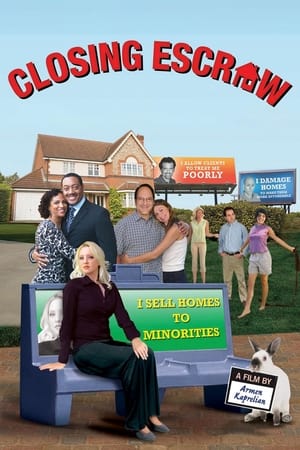 CLOSING ESCROW
I ALLOW CLIENTS
TO TREAT ME
POORLY
I DAMAGE
HOMES
TO MAKE THEM
MORE AFFORDABLE
I SELL HOMES
TO
MINORITIES
A FILM BY
Armen
Kaprelian